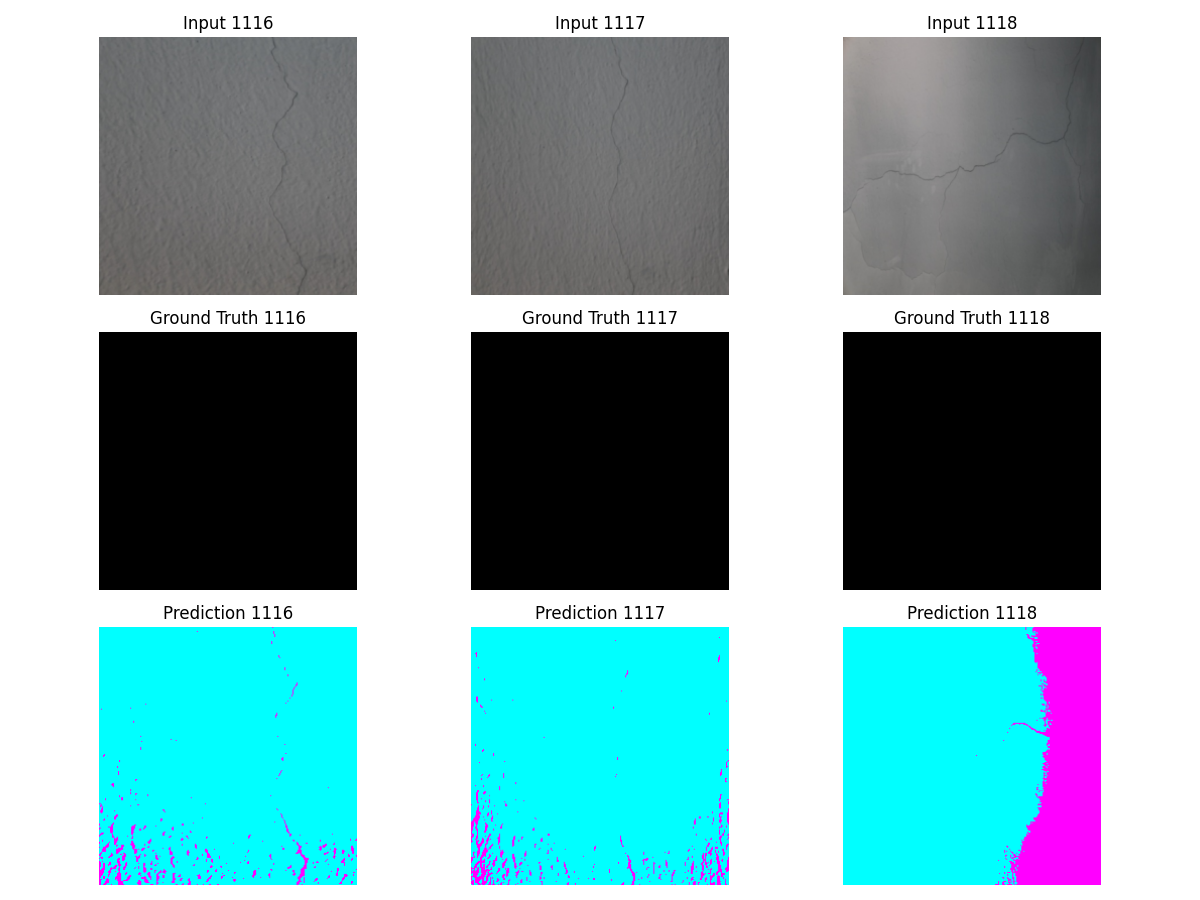 Input 1116
Input 1117
Input 1118
Ground Truth 1116
Ground Truth 1117
Ground Truth 1118
Prediction 1116
Prediction 1117
Prediction 1118